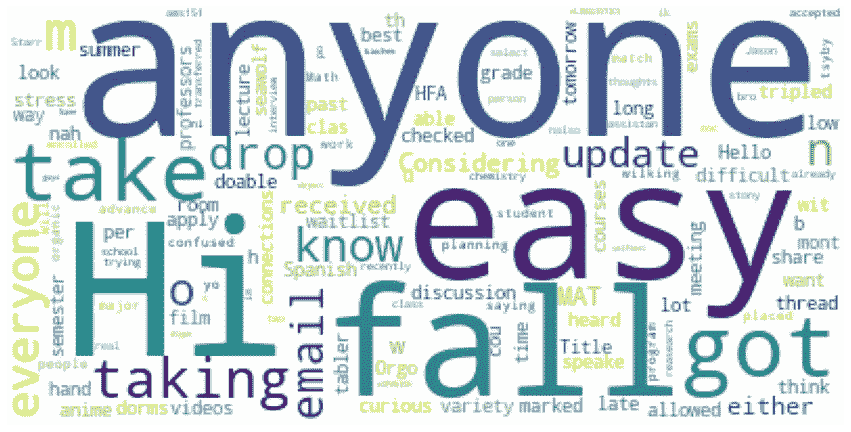 anyone
Hi
easy
fall
take
got
taking
know
drop
update
email
everyone
m
n
o
ams151
accepted
Starr
summer
th
best
look
stress
way
nah
professors
transferred
lecture
seawolf
Math
interview
past
clas
work
HFA
grade
able
checked
long
tomorrow
match
exams
thoughts
select
person
one
bro
Jason
tripled
tsyby
low
Hello
difficult
already
Considering
doable
received
waitlist
room
apply
advance
per
organic
school
trying
confused
semester
major
film
connections
Spanish
recently
planning
student
chemistry
wilking
courses
story
wit
b
mont
share
want
thread
meeting
placed
lot
MAT
heard
discussion
saying
class
cou
time
Title
speake
program
research
think
either
allowed
late
marked
variety
curious
Orgo
w
tabler
h
yo
real
people
hand
anime
dorms
videos